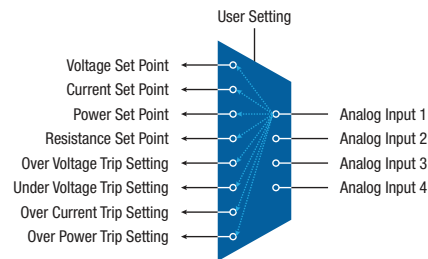 User Setting
Voltage Set Point
Current Set Point
Power Set Point
Resistance Set Point
Over Voltage Trip Setting
Under Voltage Trip Setting
Over Current Trip Setting
Over Power Trip Setting
Analog Input 1
Analog Input 2
Analog Input 3
Analog Input 4